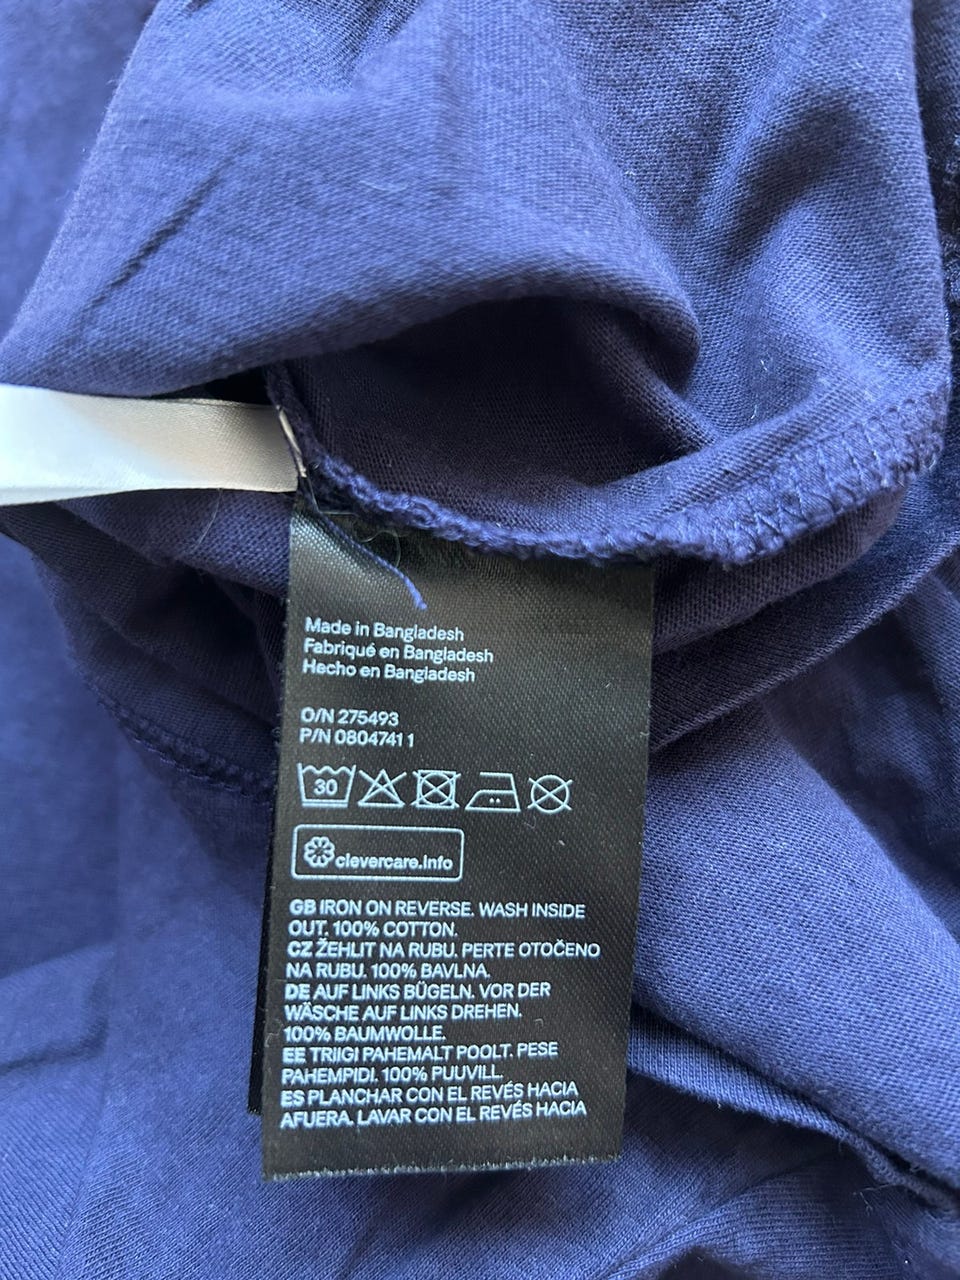 Made in Bangladesh
Fabriqué en Bangladesh
Hecho en Bangladesh
O/N 275493
P/N 0804741 1
30
clevercare.info
GB IRON ON REVERSE. WASH INSIDE
OUT. 100% COTTON.
CZ ŽEHLIT NA RUBU. PERTE OTOČENO
NA RUBU. 100% BAVLNA.
DE AUF LINKS BÜGELN. VOR DER
WÄSCHE AUF LINKS DREHEN.
100% BAUMWOLLE.
EE TRIIGI PAHEMALT POOLT. PESE
PAHEMPIDI. 100% PUUVILL.
ES PLANCHAR CON EL REVÉS HACIA
AFUERA. LAVAR CON EL REVÉS HACIA